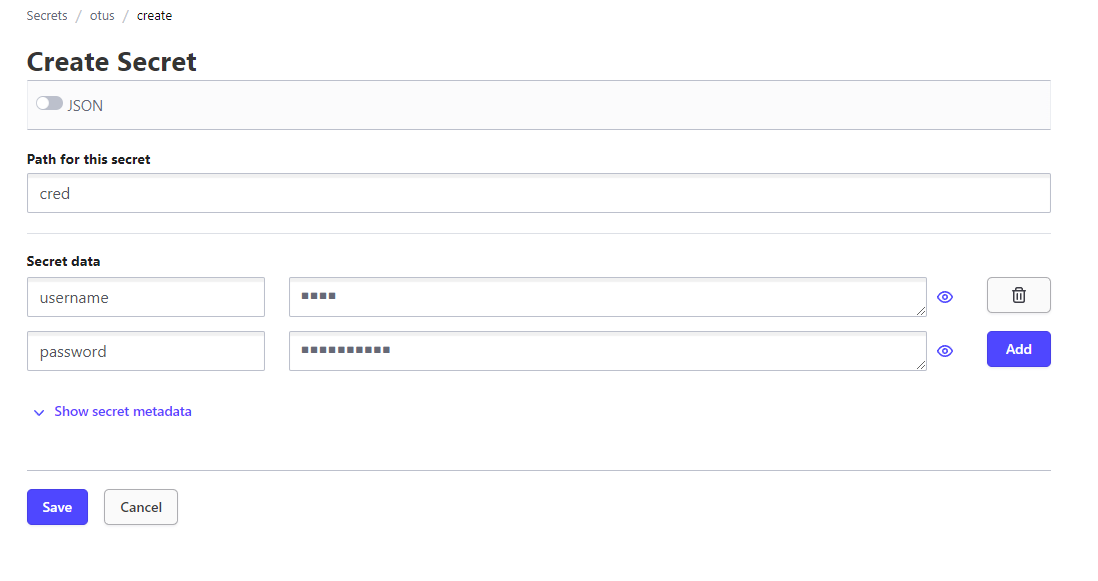 Secrets / otus / create
Create Secret
JSON
Path for this secret
cred
Secret data
username
password
Add
Show secret metadata
Save Cancel